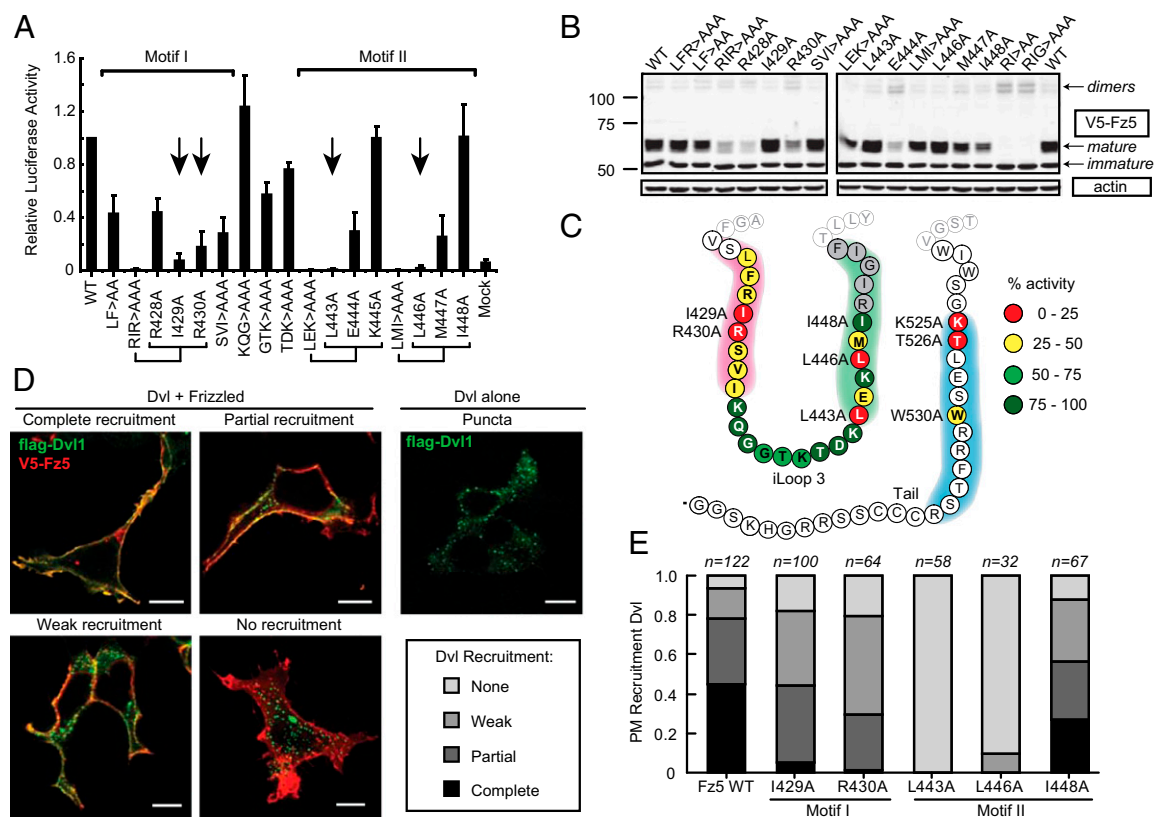 A
Motif I
Motif II
Relative Luciferase Activity
1.6
1.2
0.8
0.4
0
WT
LF>AA
RIR>AAA
R428A
I429A
R430A
SVI>AAA
KQG>AAA
GTK>AAA
TDK>AAA
LEK>AAA
L443A
E444A
K445A
LMI>AAA
L446A
M447A
I448A
Mock
B
WT
LFR>AAA
LF>AA
RIR>AAA
R428A
I429A
R430A
SVI>AAA
LEK>AAA
L443A
E444A
LMI>AAA
L446A
M447A
I448A
RI>AA
RIG>AAA
WT
100
75
50
dimers
V5-Fz5
mature
immature
actin
C
A G F V S L F R I R S V I K Q G G T K T D K L E K L M I R I G I F T L L Y
I429A
R430A
I448A
L446A
L443A
iLoop 3
V G S T W I W S G K T L E S W R R F T S R C C C S S R R G H K S G G
K525A
T526A
W530A
Tail
-
% activity
0 - 25
25 - 50
50 - 75
75 - 100
D
Dvl + Frizzled
Dvl alone
Complete recruitment
Partial recruitment
Puncta
flag-Dvl1
V5-Fz5
flag-Dvl1
Weak recruitment
No recruitment
Dvl Recruitment:
None
Weak
Partial
Complete
E
n=122
n=100
n=64
n=58
n=32
n=67
PM Recruitment Dvl
1.0
0.8
0.6
0.4
0.2
0
Fz5 WT
I429A
R430A
L443A
L446A
I448A
Motif I
Motif II